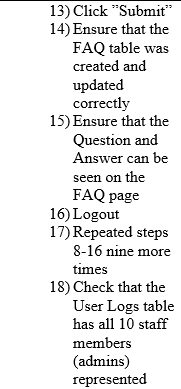 13) Click ”Submit”
14) Ensure that the
FAQ table was
created and
updated
correctly
15) Ensure that the
Question and
Answer can be
seen on the
FAQ page
16) Logout
17) Repeated steps
8-16 nine more
times
18) Check that the
User Logs table
has all 10 staff
members
(admins)
represented